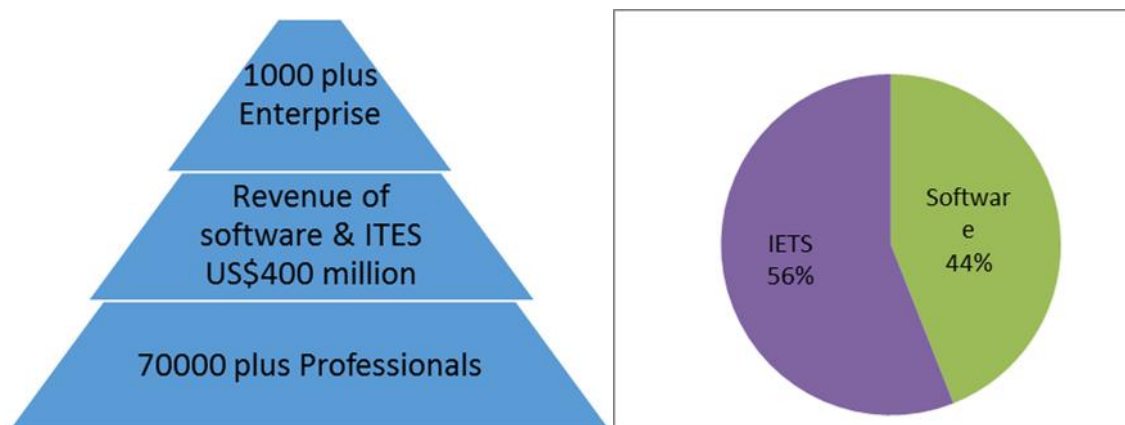 1000 plus
Enterprise
Revenue of
software & ITES
US$400 million
70000 plus Professionals
Softwar
e
44%
IETS
56%